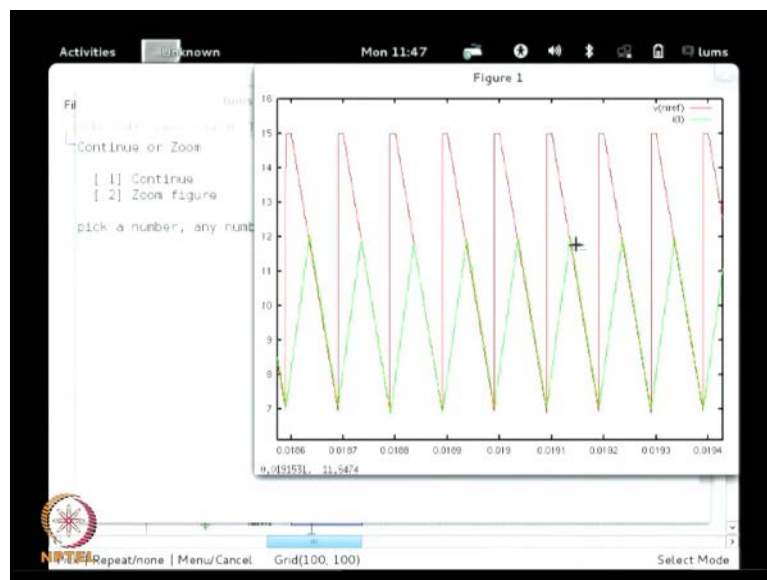 Activities
Unknown
Mon 11:47
lums
Figure 1
Continue or Zoom
[ 1] Continue
[ 2] Zoom figure
pick a number, any numb
v(nref)
i(l)
16
15
14
13
12
11
10
9
8
7
0.0186 0.0187 0.0188 0.0189 0.019 0.0191 0.0192 0.0193 0.0194
0.0191531, 11.8474
NPTEL
Repeat/none | Menu/Cancel Grid(100, 100) Select Mode